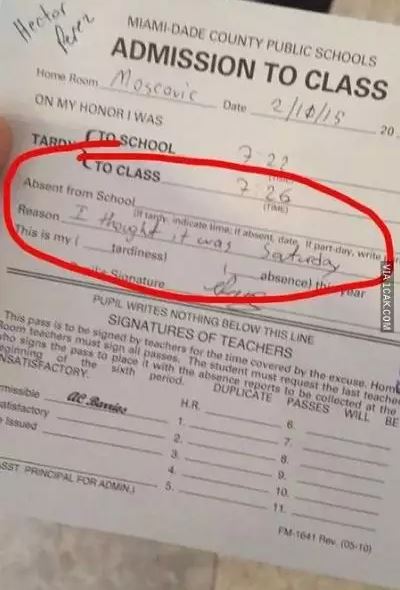 Hector
Perez
MIAMI-DADE COUNTY PUBLIC SCHOOLS
ADMISSION TO CLASS
Home Room Moscovic Date 2/10/15 20
ON MY HONOR I WAS
TARDY TO SCHOOL 7:22
(TIME)
TO CLASS 7:26
(TIME)
Absent from School
(If tardy, indicate time; if absent, date, if part-day, write
Reason I thought it was Saturday
This is my ( tardiness) ( absence) this year
Signature
PUPIL WRITES NOTHING BELOW THIS LINE
SIGNATURES OF TEACHERS
This pass is to be signed by teachers for the time covered by the excuse. Home
Room teachers must sign all passes. The student must request the last teacher
who signs the pass to place it with the absence reports to be collected at the
eginning of the sixth period. DUPLICATE PASSES WILL BE
NSATISFACTORY.
missible
atisfactory
Issued
H.R.
1.
2.
3.
4.
5.
6.
7.
8.
9.
10.
11.
ASST PRINCIPAL FOR ADMIN.)
FM-1641 Rev. (05-10)
VIA 1CAK.COM